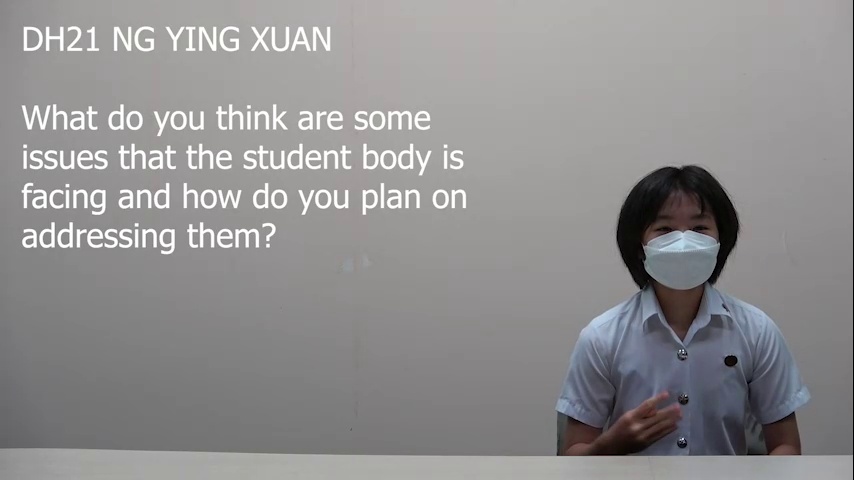 DH21 NG YING XUAN
What do you think are some
issues that the student body is
facing and how do you plan on
addressing them?